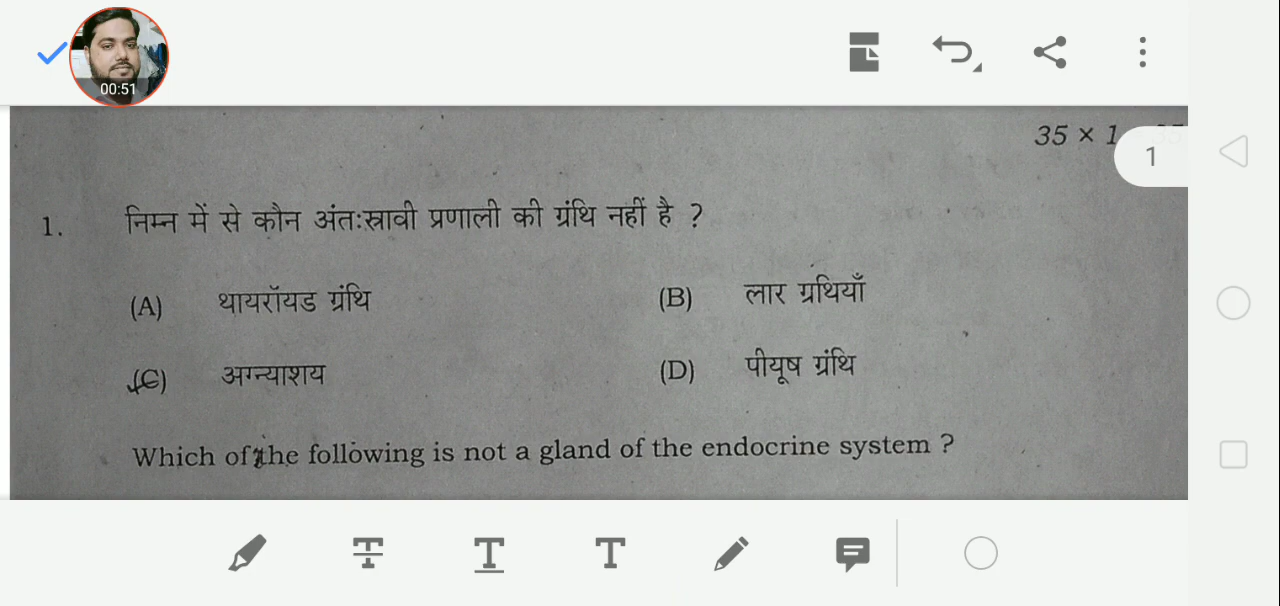 00:51
35 × 1
1
1. निम्न में से कौन अंतःस्रावी प्रणाली की ग्रंथि नहीं है ?
(A) थायरॉयड ग्रंथि (B) लार ग्रथियाँ
(C) अग्न्याशय (D) पीयूष ग्रंथि
Which of the following is not a gland of the endocrine system ?
T T T